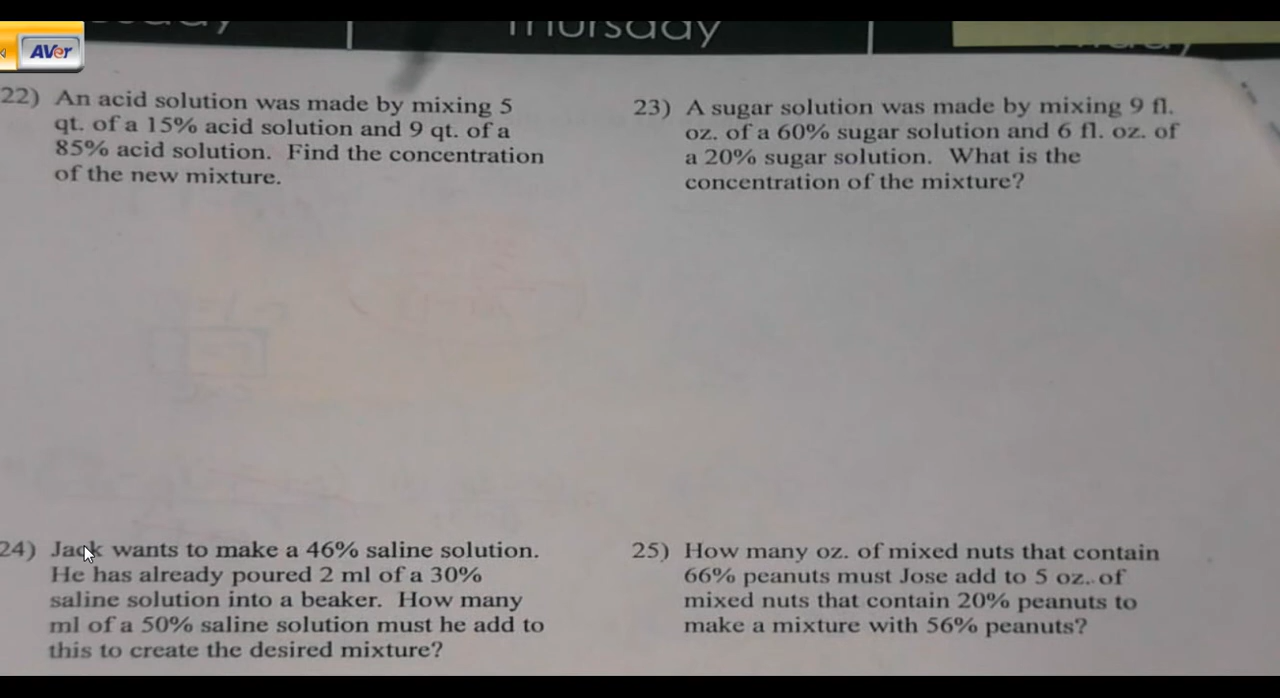 Thursday
AVer
22) An acid solution was made by mixing 5
qt. of a 15% acid solution and 9 qt. of a
85% acid solution. Find the concentration
of the new mixture.
23) A sugar solution was made by mixing 9 fl.
oz. of a 60% sugar solution and 6 fl. oz. of
a 20% sugar solution. What is the
concentration of the mixture?
24) Jack wants to make a 46% saline solution.
He has already poured 2 ml of a 30%
saline solution into a beaker. How many
ml of a 50% saline solution must he add to
this to create the desired mixture?
25) How many oz. of mixed nuts that contain
66% peanuts must Jose add to 5 oz. of
mixed nuts that contain 20% peanuts to
make a mixture with 56% peanuts?